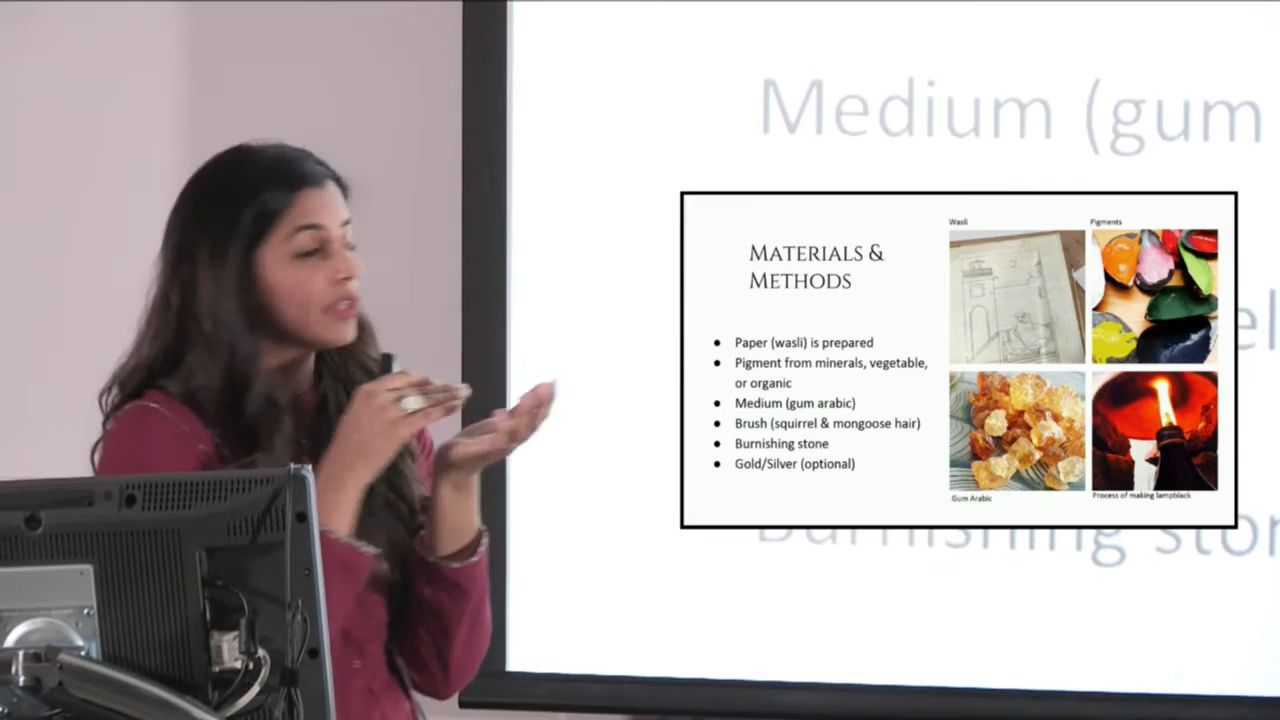 Medium (gum
Wasli
Pigments
MATERIALS &
METHODS
● Paper (wasli) is prepared
● Pigment from minerals, vegetable,
or organic
● Medium (gum arabic)
● Brush (squirrel & mongoose hair)
● Burnishing stone
● Gold/Silver (optional)
Gum Arabic
Process of making lampblack